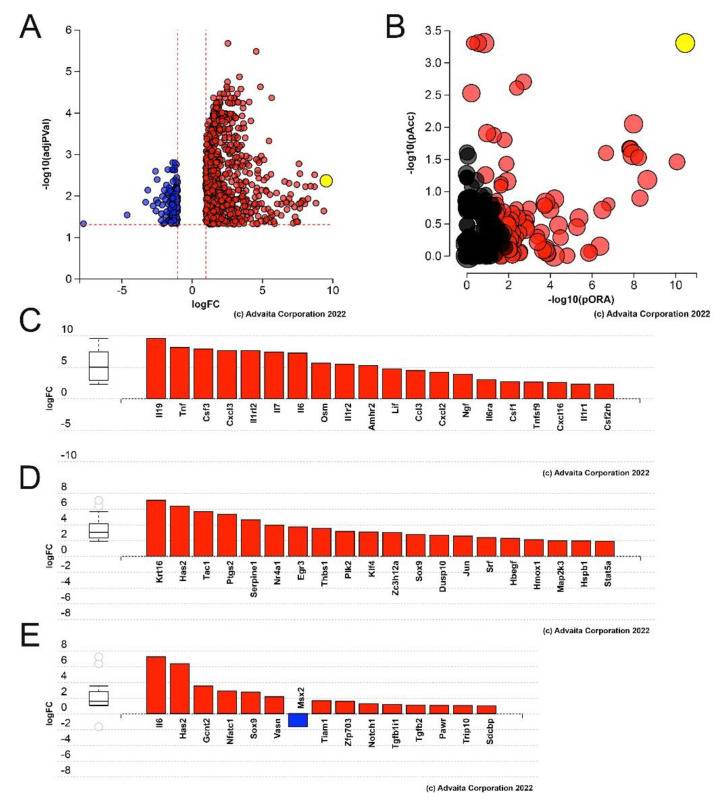 A
6
5
4
3
2
1
0
-log10(adjPVal)
-5
0
5
10
logFC
(c) Advaita Corporation 2022
B
3.5
3.0
2.5
2.0
1.5
1.0
0.5
0.0
-log10(pAcc)
0
2
4
6
8
10
-log10(pORA)
(c) Advaita Corporation 2022
C
10
5
0
-5
-10
logFC
Il19
Tnf
Csf3
Cxcl3
Il1rl2
Il7
Il6
Osm
Il1r2
Amhr2
Lif
Ccl3
Cxcl2
Ngf
Il6ra
Csf1
Tnfsf9
Cxcl16
Il1r1
Csf2rb
(c) Advaita Corporation 2022
D
8
6
4
2
0
-2
-4
-6
-8
logFC
Krt16
Has2
Tac1
Ptgs2
Serpine1
Nr4a1
Egr3
Thbs1
Plk2
Klf4
Zc3h12a
Sox9
Dusp10
Jun
Srf
Hbegf
Hmox1
Map2k3
Hspb1
Stat5a
(c) Advaita Corporation 2022
E
8
6
4
2
0
-2
-4
-6
-8
logFC
Il6
Has2
Gcnt2
Nfatc1
Sox9
Vasn
Msx2
Tiam1
Zfp703
Notch1
Tgfb1i1
Tgfb2
Pawr
Trip10
Sdcbp
(c) Advaita Corporation 2022